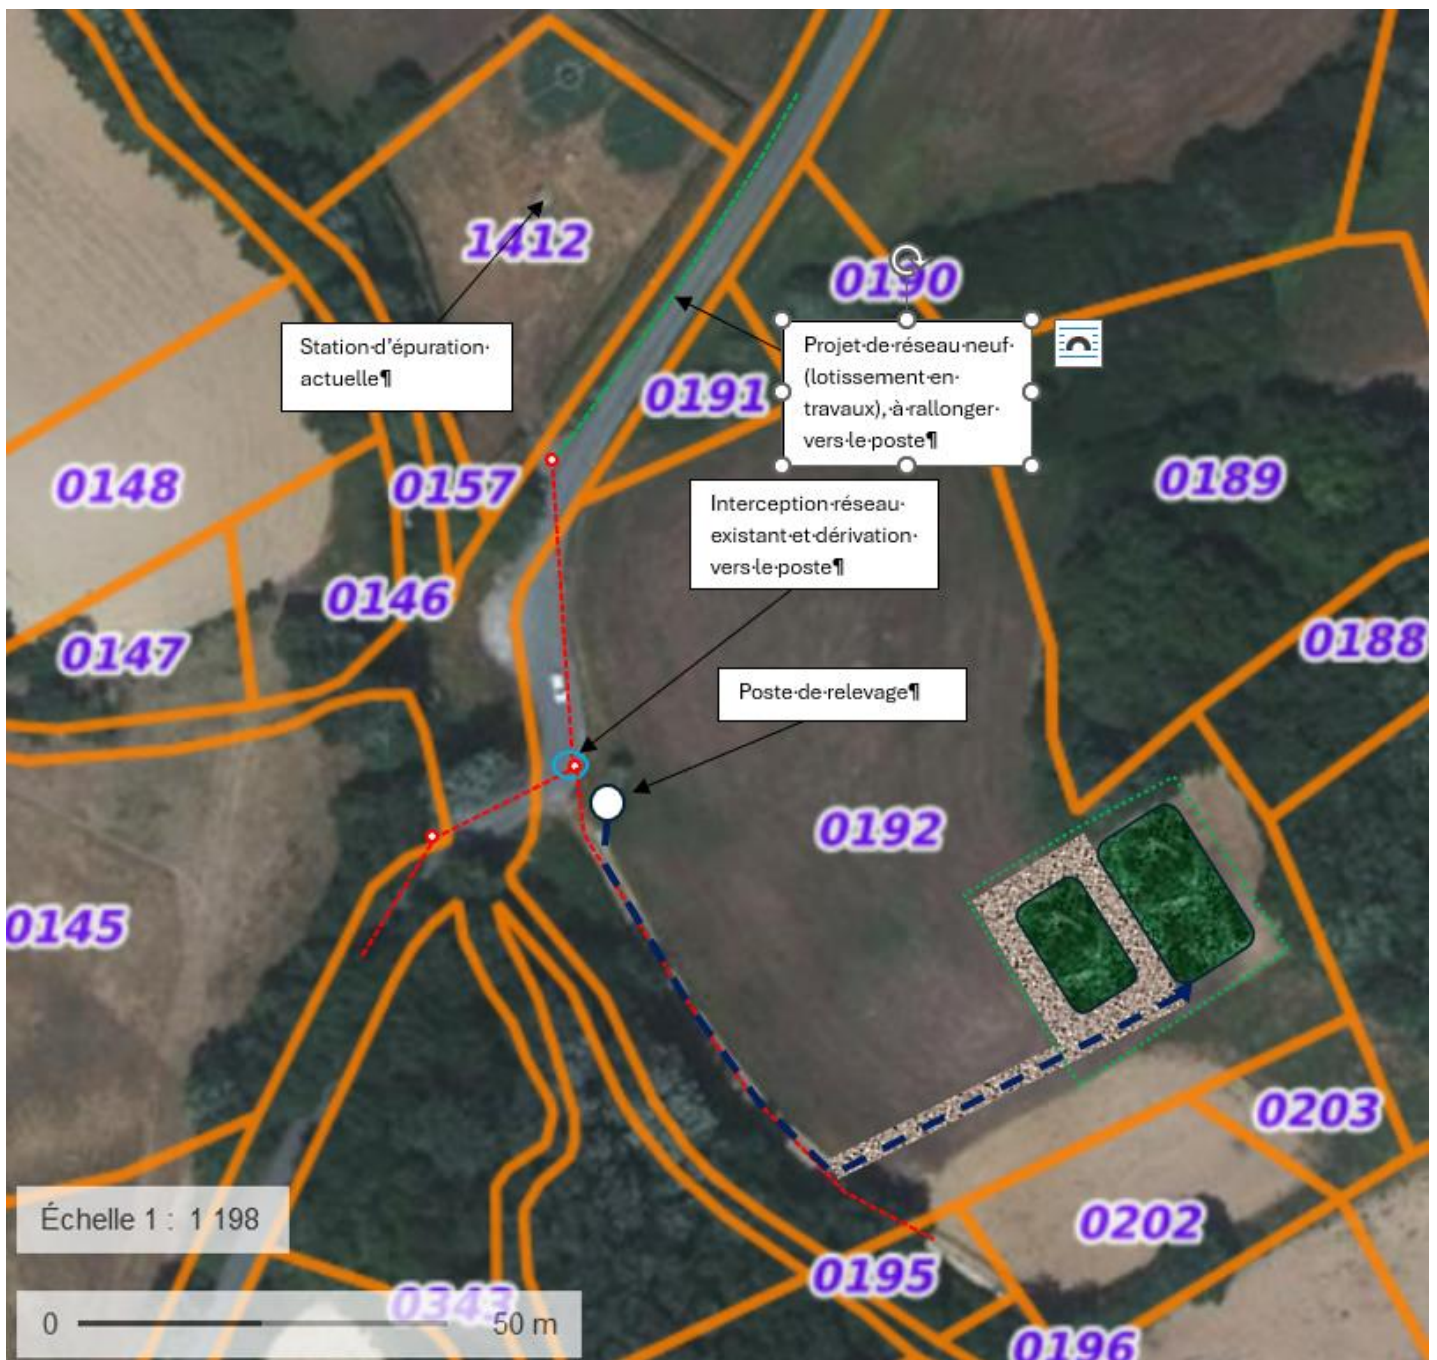 1412
0190
Station·d'épuration·
actuelle¶
Projet·de·réseau·neuf·
(lotissement·en·
travaux),·à·rallonger·
vers·le·poste¶
0191
0148
0157
0189
Interception·réseau·
existant·et·dérivation·
vers·le·poste¶
0146
0147
0188
Poste·de·relevage¶
0192
0145
0203
Échelle 1 : 1 198
0202
0195
0343
0 50 m
0196